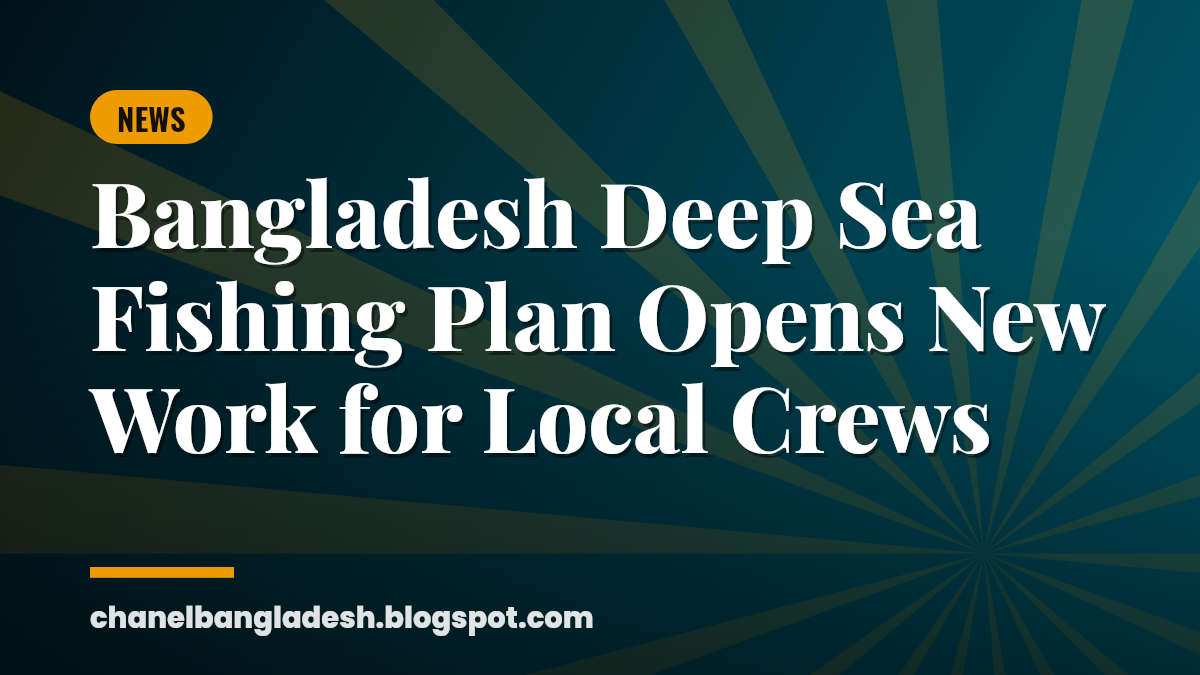 NEWS
Bangladesh Deep Sea
Fishing Plan Opens New
Work for Local Crews
chanelbangladesh.blogspot.com